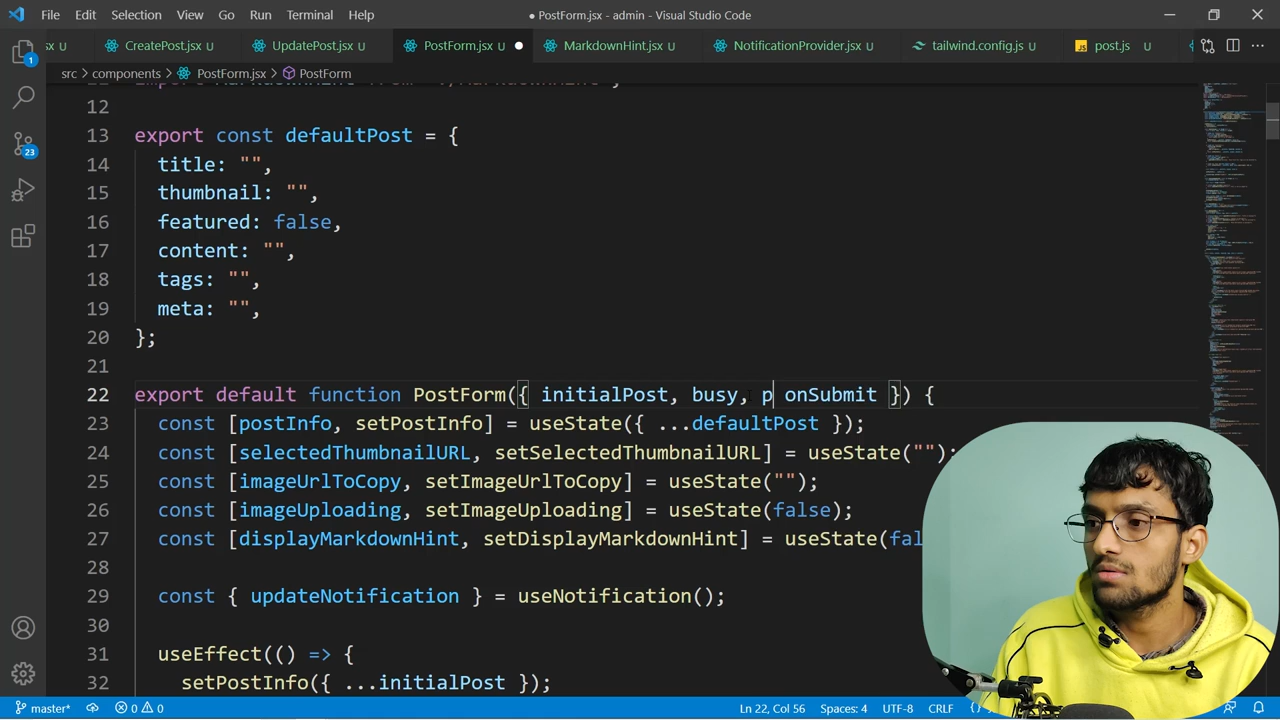 File Edit Selection View Go Run Terminal Help
● PostForm.jsx - admin - Visual Studio Code
sx U CreatePost.jsx U UpdatePost.jsx U PostForm.jsx U ● MarkdownHint.jsx U NotificationProvider.jsx U tailwind.config.js U JS post.js U
src > components > PostForm.jsx > PostForm
12
13 export const defaultPost = {
14 title: "",
15 thumbnail: "",
16 featured: false,
17 content: "",
18 tags: "",
19 meta: "",
20 };
21
22 export default function PostForm({ initialPost, busy, p onSubmit }) {
23 const [postInfo, setPostInfo] = useState({ ...defaultPost });
24 const [selectedThumbnailURL, setSelectedThumbnailURL] = useState("");
25 const [imageUrlToCopy, setImageUrlToCopy] = useState("");
26 const [imageUploading, setImageUploading] = useState(false);
27 const [displayMarkdownHint, setDisplayMarkdownHint] = useState(fal
28
29 const { updateNotification } = useNotification();
30
31 useEffect(() => {
32 setPostInfo({ ...initialPost });
1
23
master* 0 0 Ln 22, Col 56 Spaces: 4 UTF-8 CRLF